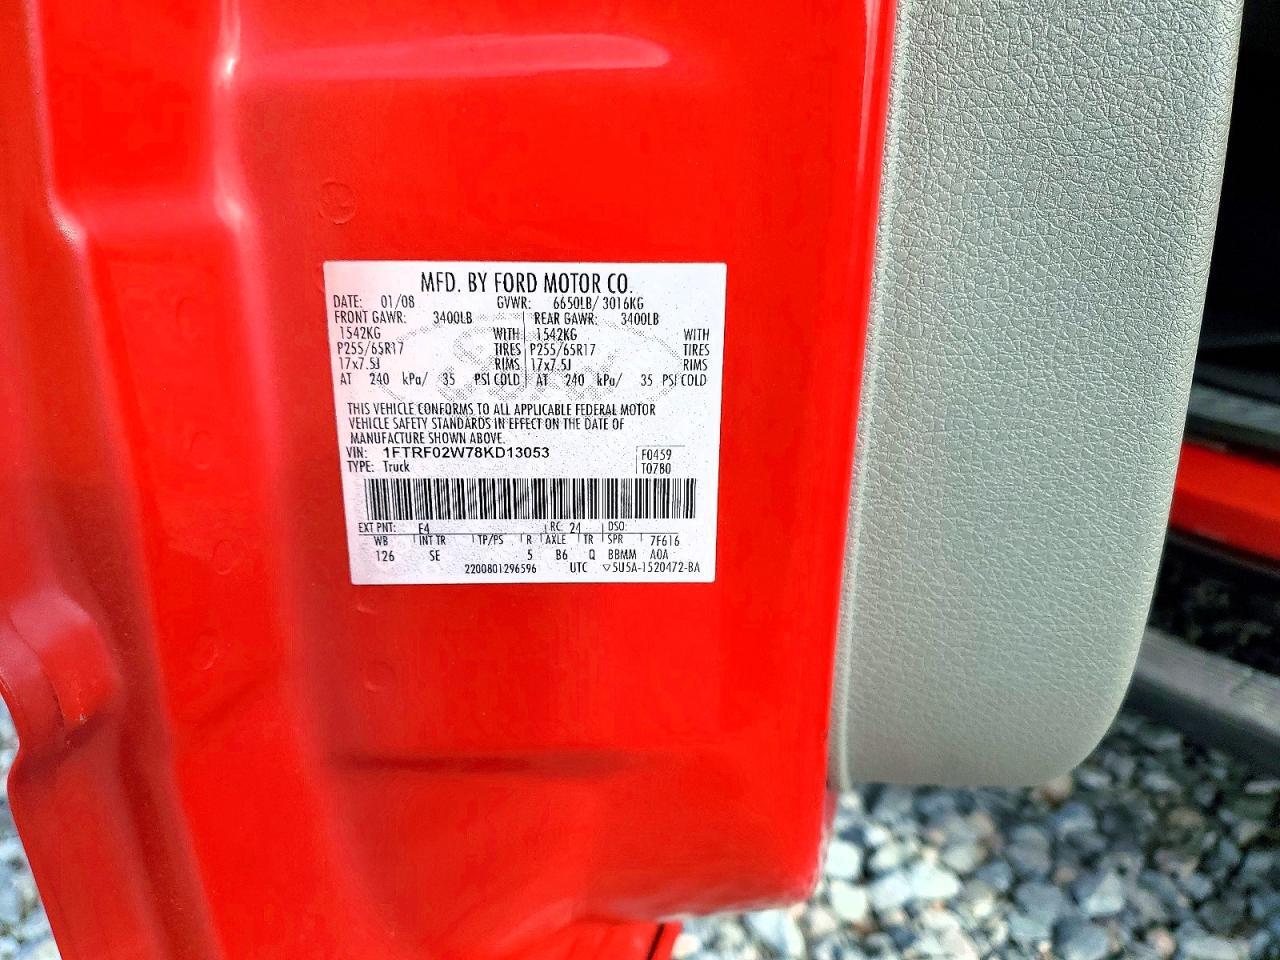 MFD. BY FORD MOTOR CO.
DATE: 01/08 GVWR: 6650LB/ 3016KG
FRONT GAWR: 3400LB REAR GAWR: 3400LB
1542KG WITH 1542KG WITH
P255/65R17 TIRES P255/65R17 TIRES
17x7.5J RIMS 17x7.5J RIMS
AT 240 kPa/ 35 PSI COLD AT 240 kPa/ 35 PSI COLD
THIS VEHICLE CONFORMS TO ALL APPLICABLE FEDERAL MOTOR
VEHICLE SAFETY STANDARDS IN EFFECT ON THE DATE OF
MANUFACTURE SHOWN ABOVE.
VIN: 1FTRF02W78KD13053 F0459
TYPE: Truck T0780
EXT PNT: E4 RC: 24 DSO:
WB INT TR TP/PS R AXLE TR SPR 7F616
126 SE 5 B6 Q BBMM A0A
2200801296596 UTC ▽5U5A-1520472-BA